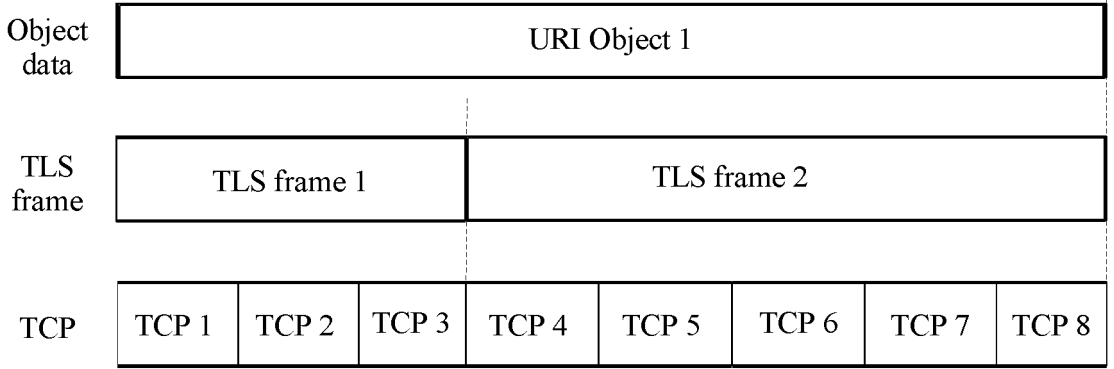 Object
data
URI Object 1
TLS
frame
TLS frame 1
TLS frame 2
TCP
TCP 1
TCP 2
TCP 3
TCP 4
TCP 5
TCP 6
TCP 7
TCP 8